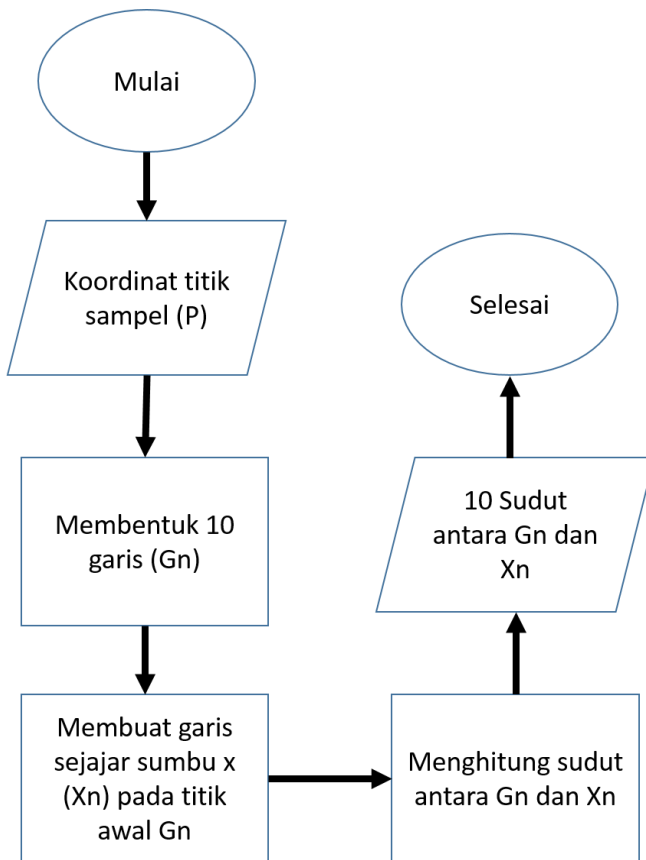 Mulai
Koordinat titik
sampel (P)
Membentuk 10
garis (Gn)
Membuat garis
sejajar sumbu x
(Xn) pada titik
awal Gn
Menghitung sudut
antara Gn dan Xn
10 Sudut
antara Gn dan
Xn
Selesai